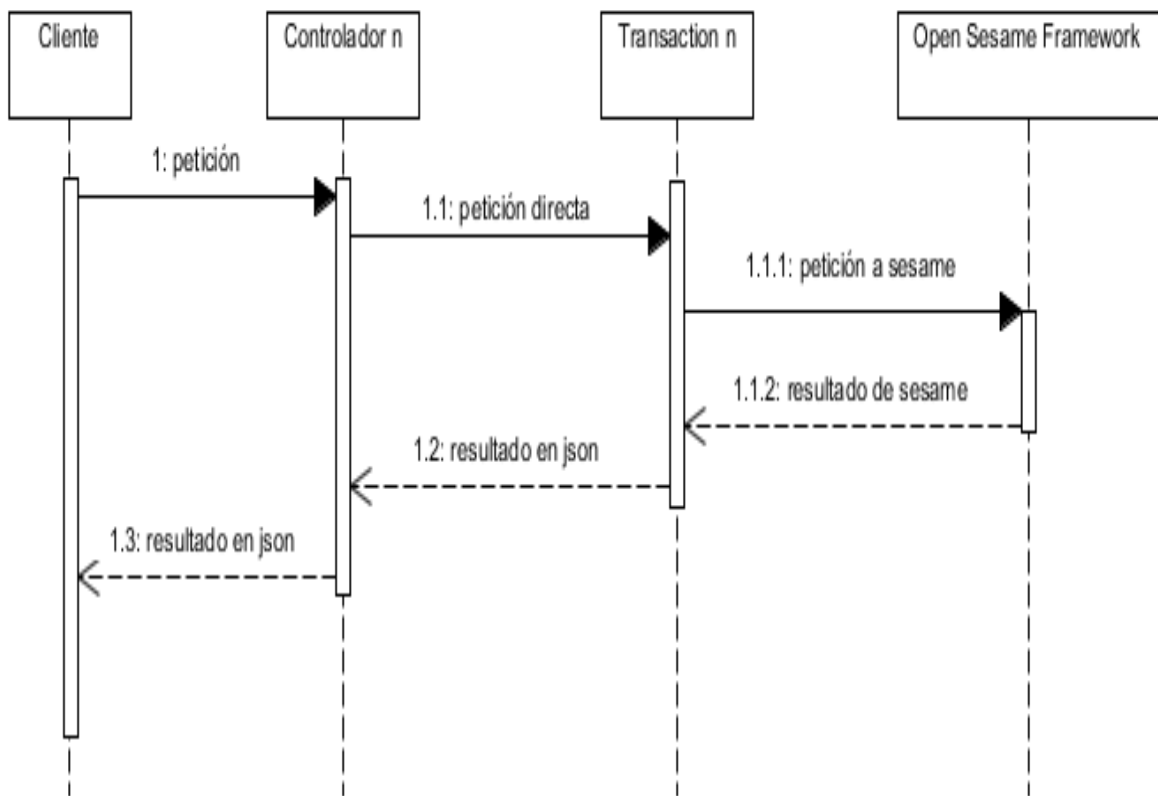 Cliente
Controlador n
Transaction n
Open Sesame Framework
1: petición
1.1: petición directa
1.1.1: petición a sesame
1.1.2: resultado de sesame
1.2: resultado en json
1.3: resultado en json